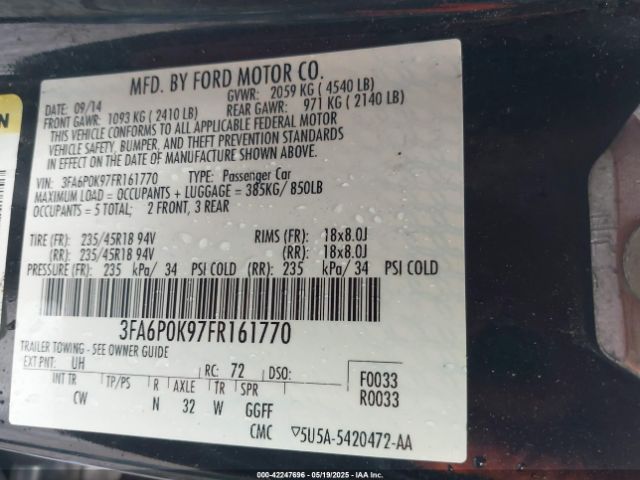 MFD. BY FORD MOTOR CO.
DATE: 09/14 GVWR: 2059 KG (4540 LB)
FRONT GAWR: 1093 KG (2410 LB) REAR GAWR: 971 KG (2140 LB)
THIS VEHICLE CONFORMS TO ALL APPLICABLE FEDERAL MOTOR
VEHICLE SAFETY, BUMPER, AND THEFT PREVENTION STANDARDS
IN EFFECT ON THE DATE OF MANUFACTURE SHOWN ABOVE.
VIN: 3FA6P0K97FR161770 TYPE: Passenger Car
MAXIMUM LOAD = OCCUPANTS + LUGGAGE = 385KG/ 850LB
OCCUPANTS = 5 TOTAL; 2 FRONT, 3 REAR
TIRE (FR): 235/45R18 94V RIMS (FR): 18x8.0J
(RR): 235/45R18 94V (RR): 18x8.0J
PRESSURE (FR): 235 kPa/ 34 PSI COLD (RR): 235 kPa/ 34 PSI COLD
3FA6P0K97FR161770
TRAILER TOWING - SEE OWNER GUIDE
EXT PNT: UH RC: 72 DSO:
INT TR TP/PS R AXLE TR SPR F0033
CW N 32 W GGFF R0033
CMC ▽5U5A-5420472-AA
000-42247696 - 05/19/2025 - IAAI.com